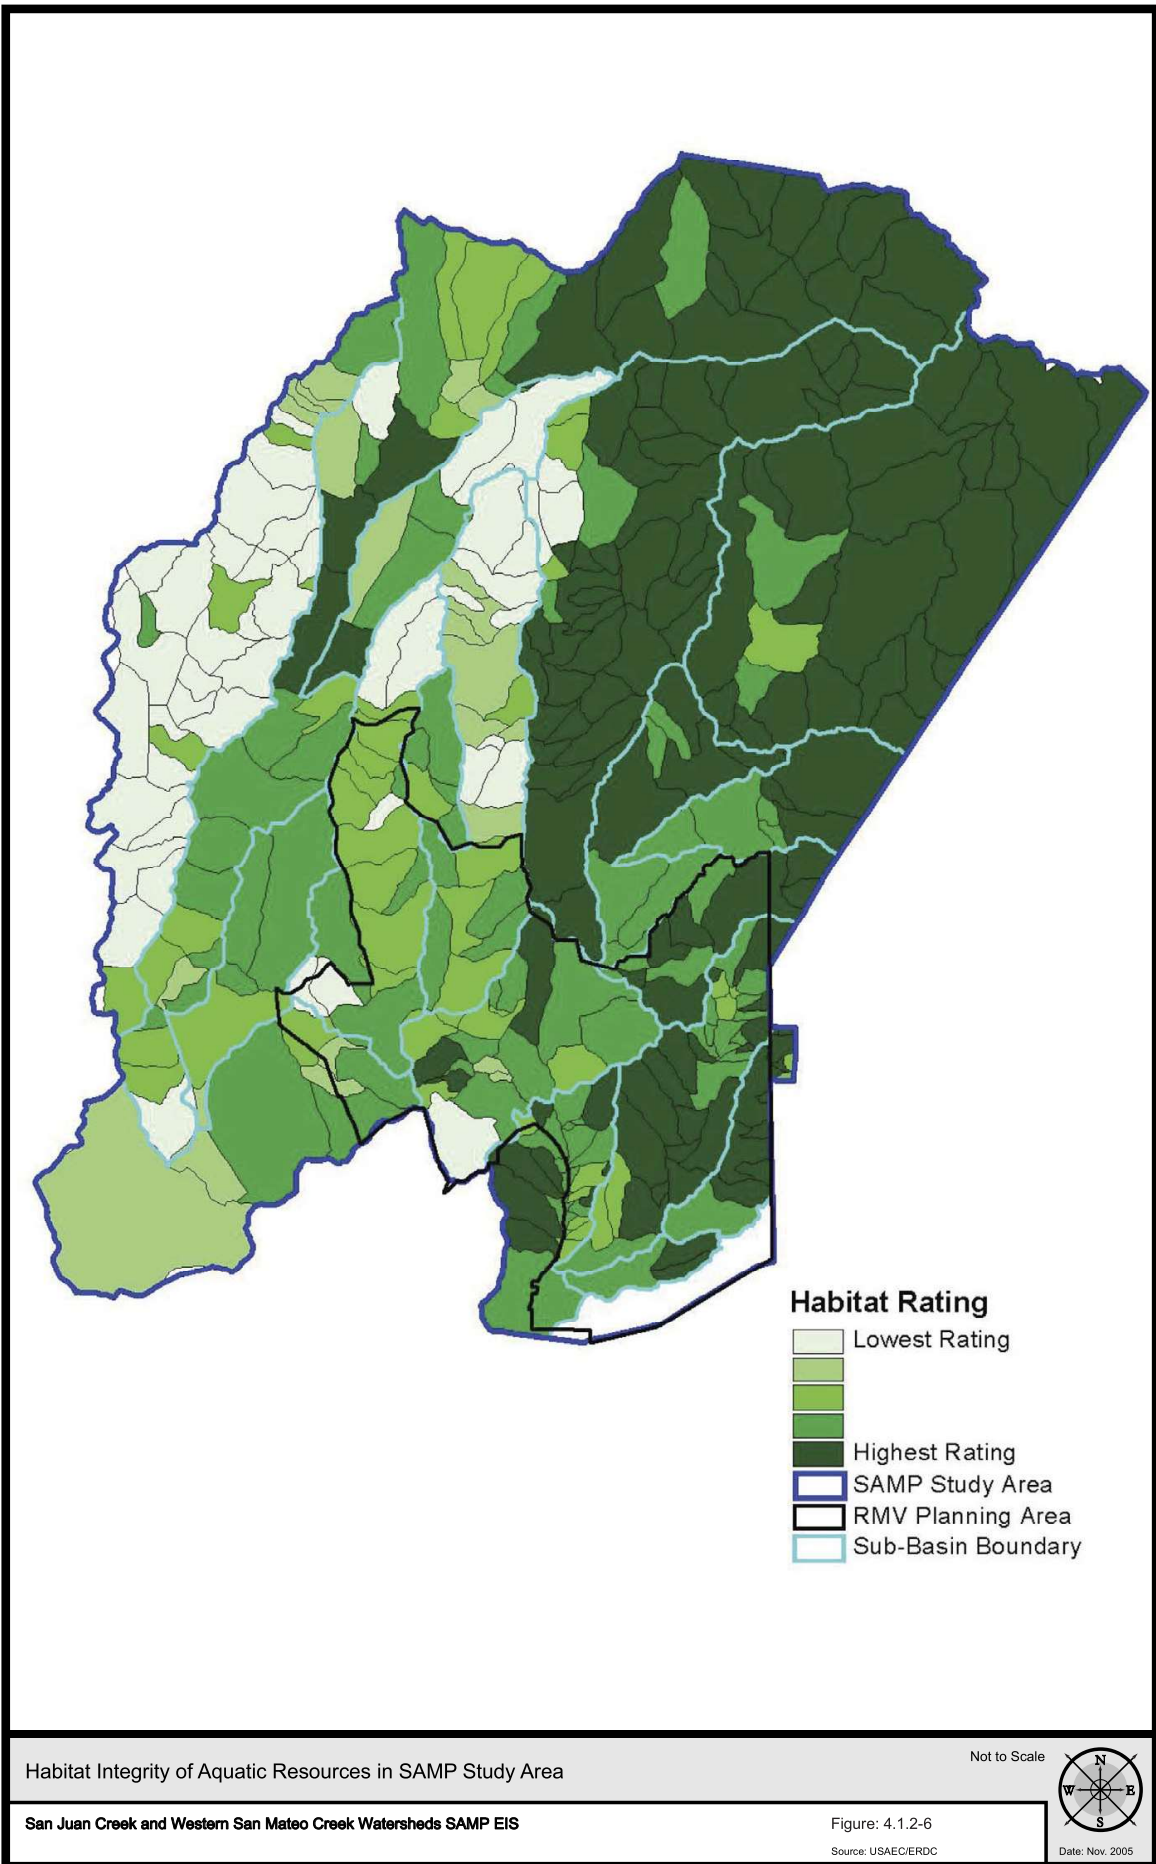 Habitat Rating
Lowest Rating
Highest Rating
SAMP Study Area
RMV Planning Area
Sub-Basin Boundary
Habitat Integrity of Aquatic Resources in SAMP Study Area
Not to Scale
N
W E
S
San Juan Creek and Western San Mateo Creek Watersheds SAMP EIS
Figure: 4.1.2-6
Source: USAEC/ERDC
Date: Nov. 2005